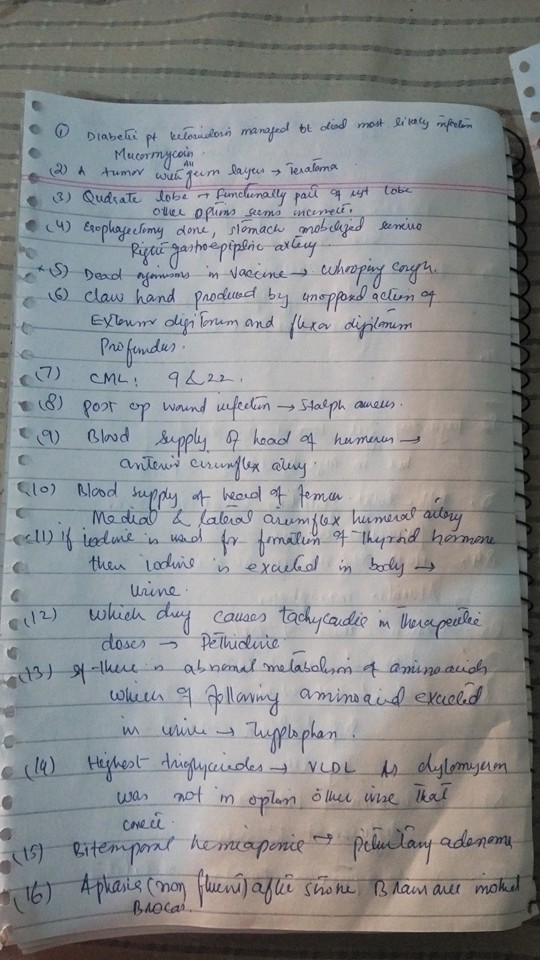 (1) Diabetic pt ketoacidosis managed bt died most likely infection
Mucormycoin.
(2) A tumor with All germ layers → Teratoma
(3) Qudrate lobe → functionally part of left lobe
other options seems incorrect.
(4) Esophagectomy done, stomach mobilized
Right gastroepiploic artery
*(5) Dead organisms in vaccine → whooping cough.
(6) Claw hand produced by unopposed action of
Extensor digitorum and flexor digitorum
Profundus.
(7) CML: 9 & 22.
(8) post op wound infection → Staph aureus.
(9) Blood supply of head of humerus →
anterior circumflex artery.
(10) Blood supply of head of femur
Medial & lateral circumflex humeral artery
(11) if iodine is used for formation of Thyroid hormone
then iodine is excreted in body →
urine.
(12) which drug causes tachycardia in Therapeutic
doses → Pethidine
(13) If there is abnormal metabolism of amino acids
which of following aminoacid excreted
in urine → Tryptophan.
(14) Highest triglycerides → VLDL As chylomicron
was not in option other wise that
correct.
(15) Bitemporal hemianopia → pituitary adenoma
(16) Aphasia (non fluent) after stroke. Brain area involved
Brocas.